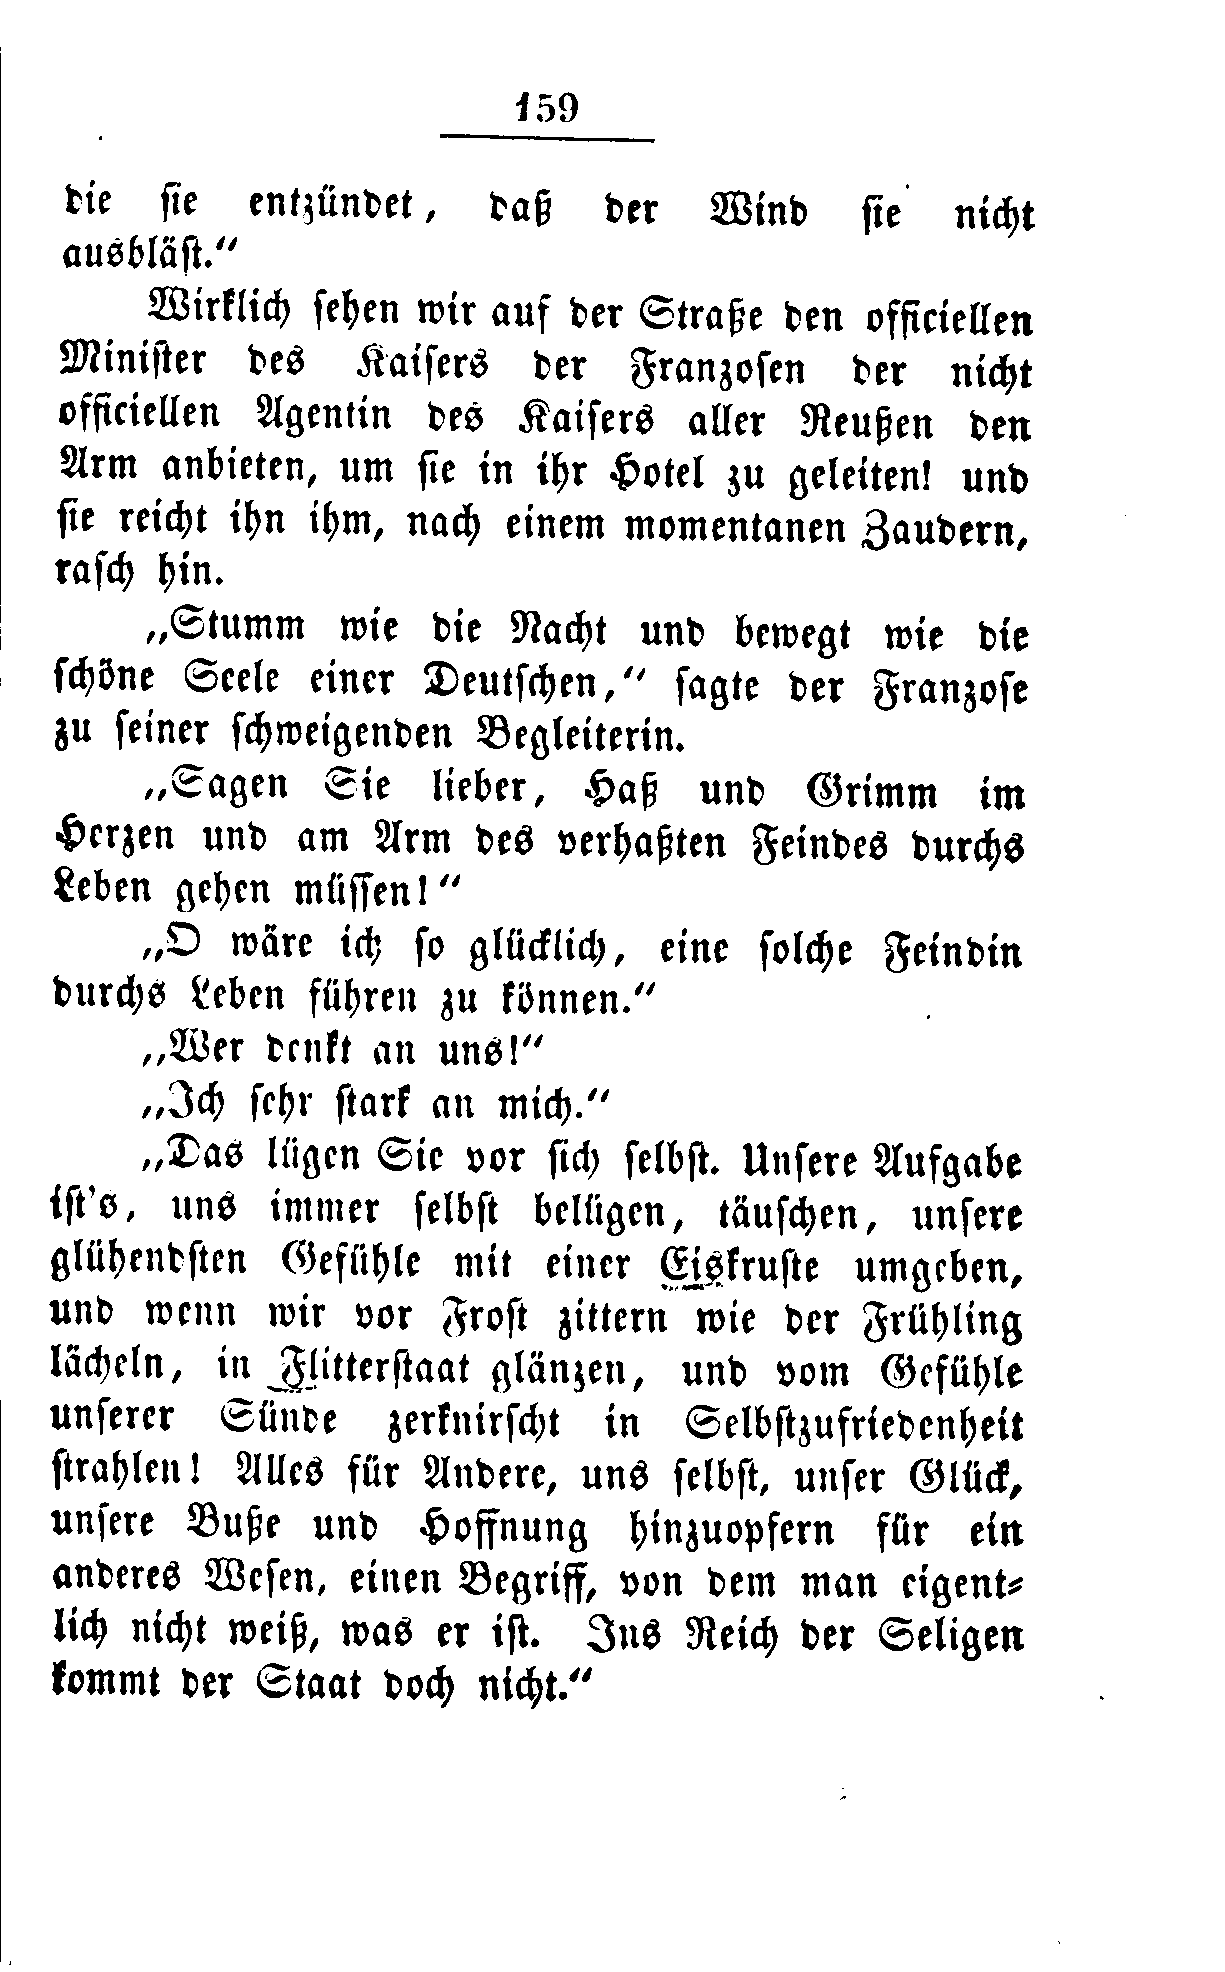 159
die sie entzündet, daß der Wind sie nicht
ausbläst.“
Wirklich sehen wir auf der Straße den officiellen
Minister des Kaisers der Franzosen der nicht
officiellen Agentin des Kaisers aller Reußen den
Arm anbieten, um sie in ihr Hotel zu geleiten! und
sie reicht ihn ihm, nach einem momentanen Zaudern,
rasch hin.
„Stumm wie die Nacht und bewegt wie die
schöne Seele einer Deutschen,“ sagte der Franzose
zu seiner schweigenden Begleiterin.
„Sagen Sie lieber, Haß und Grimm im
Herzen und am Arm des verhaßten Feindes durchs
Leben gehen müssen!“
„O wäre ich so glücklich, eine solche Feindin
durchs Leben führen zu können.“
„Wer denkt an uns!“
„Ich sehr stark an mich.“
„Das lügen Sie vor sich selbst. Unsere Aufgabe
ist's, uns immer selbst belügen, täuschen, unsere
glühendsten Gefühle mit einer Eiskruste umgeben,
und wenn wir vor Frost zittern wie der Frühling
lächeln, in Flitterstaat glänzen, und vom Gefühle
unserer Sünde zerknirscht in Selbstzufriedenheit
strahlen! Alles für Andere, uns selbst, unser Glück,
unsere Buße und Hoffnung hinzuopfern für ein
anderes Wesen, einen Begriff, von dem man eigent-
lich nicht weiß, was er ist. Ins Reich der Seligen
kommt der Staat doch nicht.“